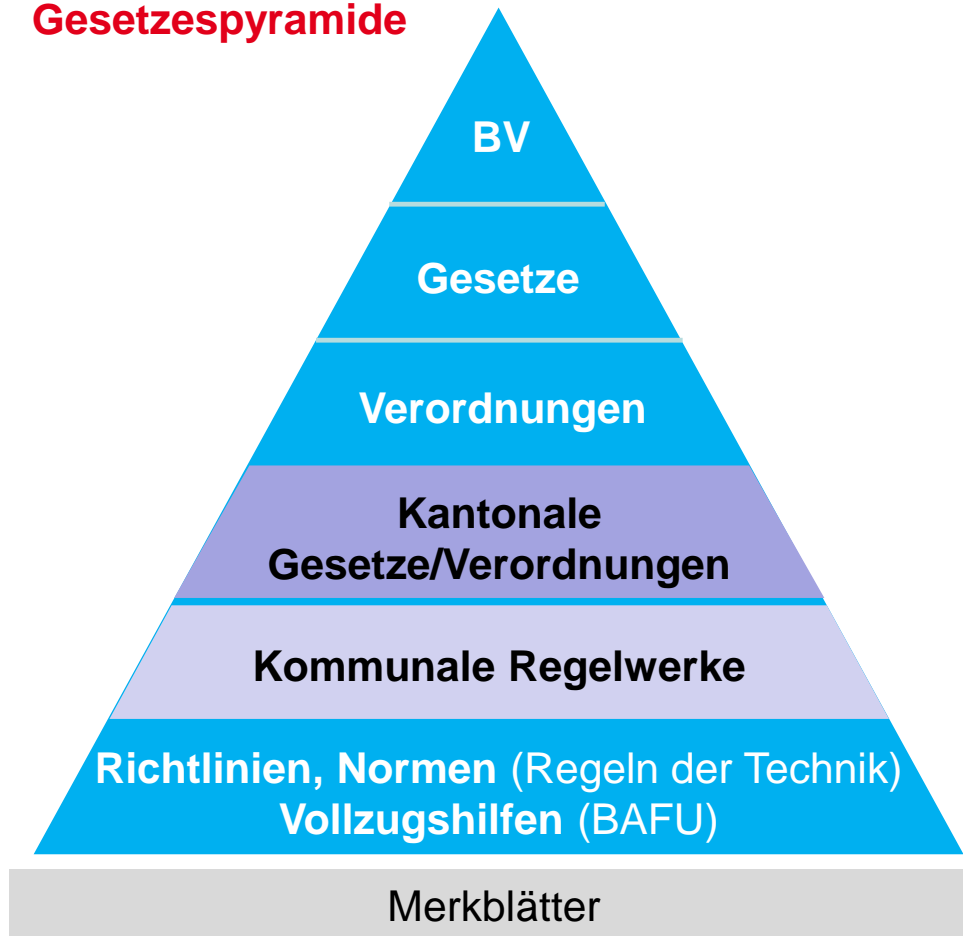 Gesetzespyramide
BV
Gesetze
Verordnungen
Kantonale
Gesetze/Verordnungen
Kommunale Regelwerke
Richtlinien, Normen (Regeln der Technik)
Vollzugshilfen (BAFU)
Merkblätter